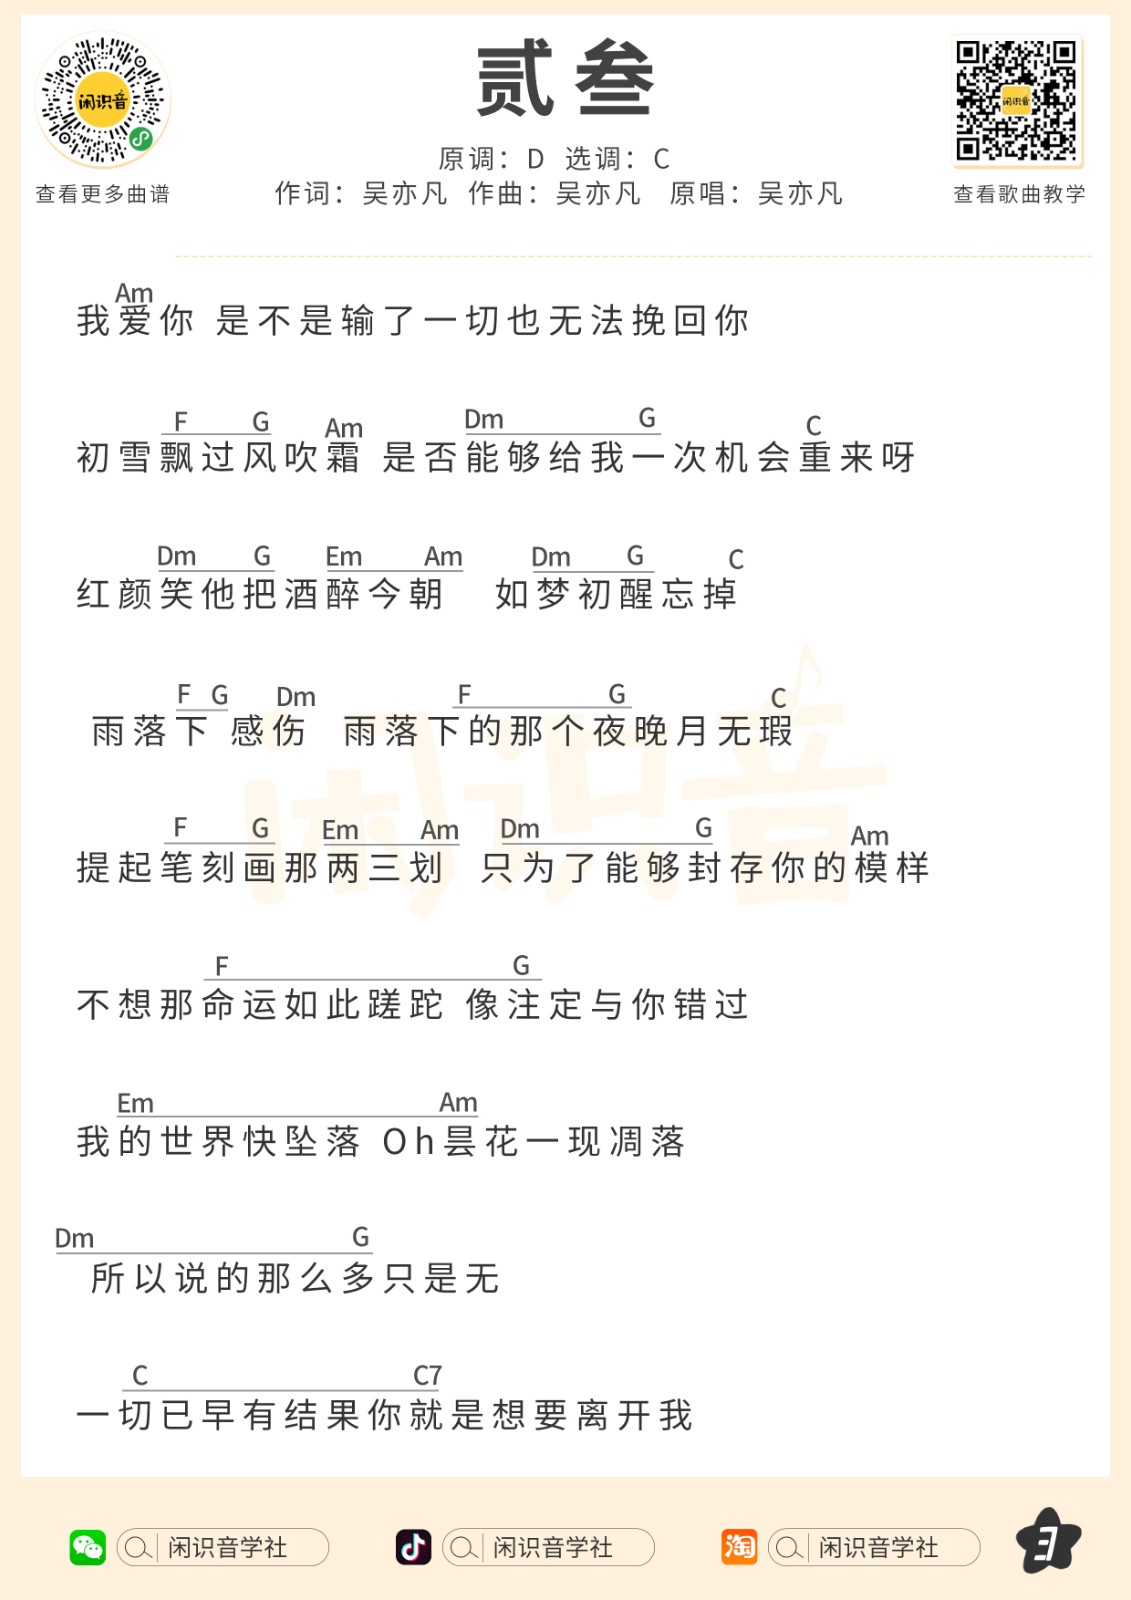 闲识音
查看更多曲谱
贰叁
原调：D 选调：C
作词：吴亦凡 作曲：吴亦凡 原唱：吴亦凡
闲识音
查看歌曲教学
Am
我爱你 是不是输了一切也无法挽回你
F G Am Dm G C
初雪飘过风吹霜 是否能够给我一次机会重来呀
Dm G Em Am Dm G C
红颜笑他把酒醉今朝 如梦初醒忘掉
F G Dm F G C
雨落下 感伤 雨落下的那个夜晚月无瑕
闲识音
F G Em Am Dm G Am
提起笔刻画那两三划 只为了能够封存你的模样
F G
不想那命运如此蹉跎 像注定与你错过
Em Am
我的世界快坠落 Oh昙花一现凋落
Dm G
所以说的那么多只是无
C C7
一切已早有结果你就是想要离开我
闲识音学社
闲识音学社
淘 闲识音学社
3